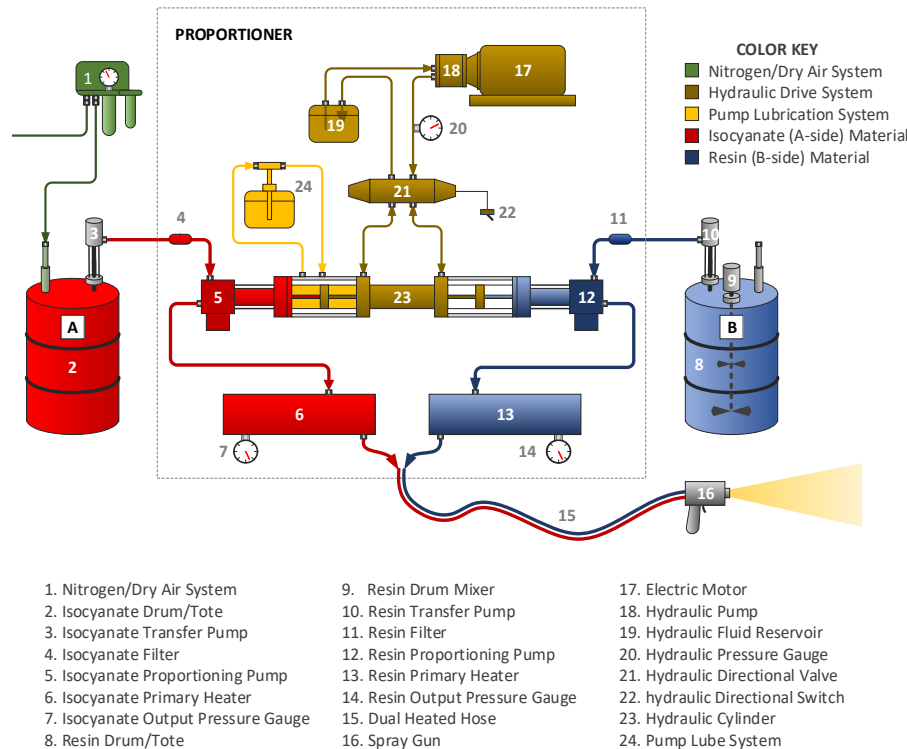 PROPORTIONER
COLOR KEY
Nitrogen/Dry Air System
Hydraulic Drive System
Pump Lubrication System
Isocyanate (A-side) Material
Resin (B-side) Material
1
18
17
19
20
24
21
22
4
11
3
10
5
23
12
9
A
B
2
8
6
13
7
14
16
15
1. Nitrogen/Dry Air System
2. Isocyanate Drum/Tote
3. Isocyanate Transfer Pump
4. Isocyanate Filter
5. Isocyanate Proportioning Pump
6. Isocyanate Primary Heater
7. Isocyanate Output Pressure Gauge
8. Resin Drum/Tote
9. Resin Drum Mixer
10. Resin Transfer Pump
11. Resin Filter
12. Resin Proportioning Pump
13. Resin Primary Heater
14. Resin Output Pressure Gauge
15. Dual Heated Hose
16. Spray Gun
17. Electric Motor
18. Hydraulic Pump
19. Hydraulic Fluid Reservoir
20. Hydraulic Pressure Gauge
21. Hydraulic Directional Valve
22. hydraulic Directional Switch
23. Hydraulic Cylinder
24. Pump Lube System